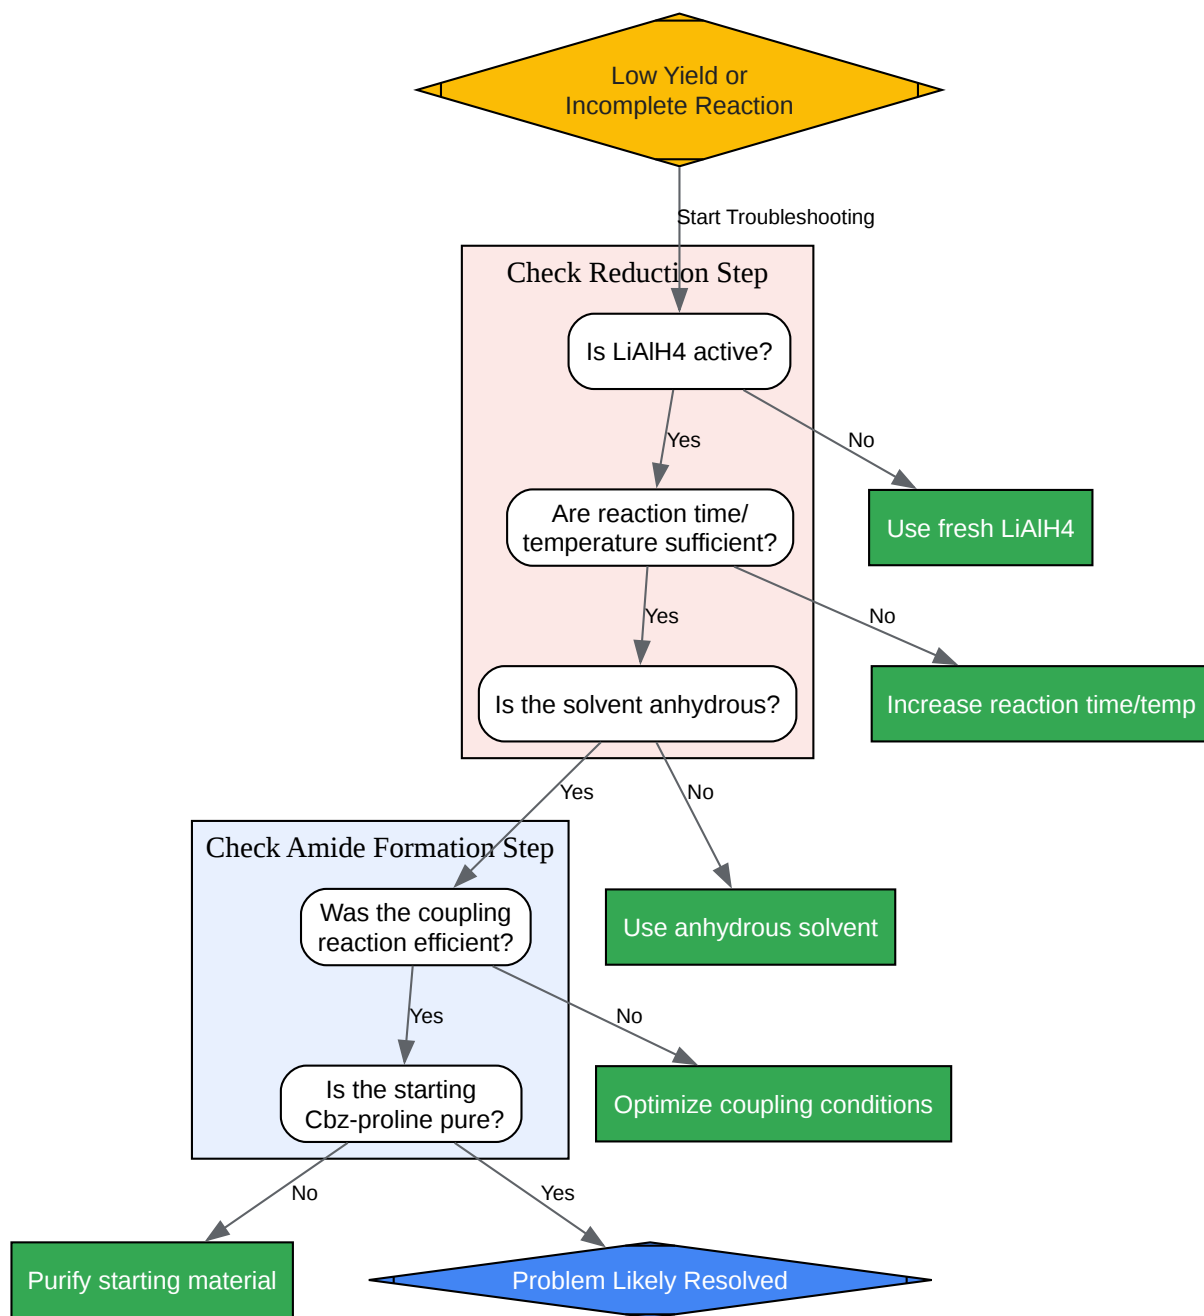 Low Yield or
Incomplete Reaction
Start Troubleshooting
Check Reduction Step
Is LiAlH4 active?
Yes
No
Are reaction time/
temperature sufficient?
Use fresh LiAlH4
Yes
No
Is the solvent anhydrous?
Increase reaction time/temp
Yes
No
Check Amide Formation Step
Was the coupling
reaction efficient?
Use anhydrous solvent
Yes
No
Is the starting
Cbz-proline pure?
Optimize coupling conditions
No
Yes
Purify starting material
Problem Likely Resolved